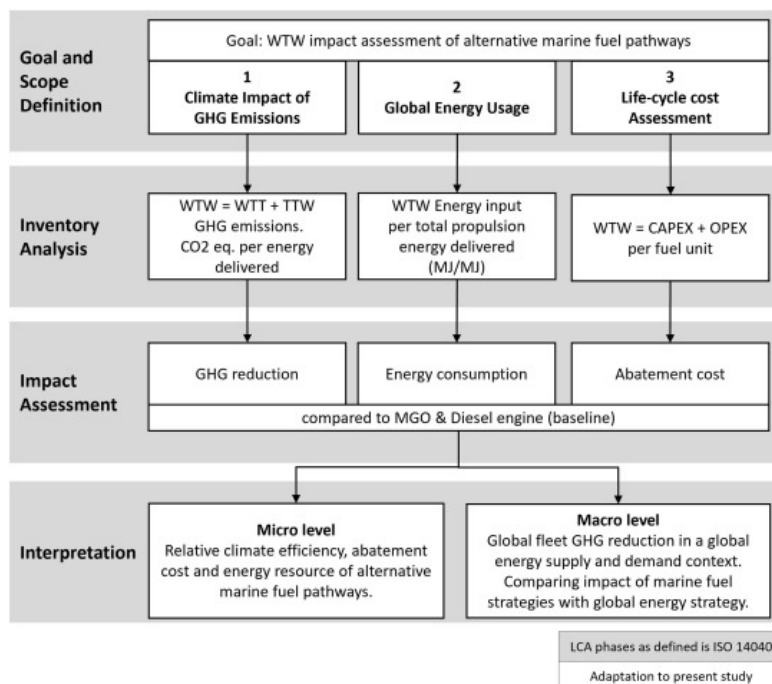 Goal and
Scope
Definition
Goal: WTW impact assessment of alternative marine fuel pathways
1
Climate Impact of
GHG Emissions
2
Global Energy Usage
3
Life-cycle cost
Assessment
Inventory
Analysis
WTW = WTT + TTW
GHG emissions.
CO2 eq. per energy
delivered
WTW Energy input
per total propulsion
energy delivered
(MJ/MJ)
WTW = CAPEX + OPEX
per fuel unit
Impact
Assessment
GHG reduction
Energy consumption
Abatement cost
compared to MGO & Diesel engine (baseline)
Interpretation
Micro level
Relative climate efficiency, abatement
cost and energy resource of alternative
marine fuel pathways.
Macro level
Global fleet GHG reduction in a global
energy supply and demand context.
Comparing impact of marine fuel
strategies with global energy strategy.
LCA phases as defined is ISO 14040
Adaptation to present study